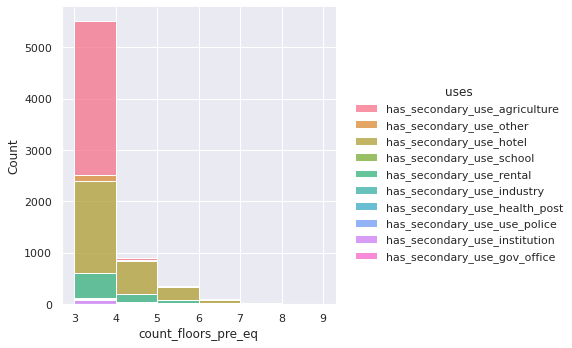 5000
4000
3000
2000
1000
0
Count
3 4 5 6 7 8 9
count_floors_pre_eq
uses
has_secondary_use_agriculture
has_secondary_use_other
has_secondary_use_hotel
has_secondary_use_school
has_secondary_use_rental
has_secondary_use_industry
has_secondary_use_health_post
has_secondary_use_use_police
has_secondary_use_institution
has_secondary_use_gov_office